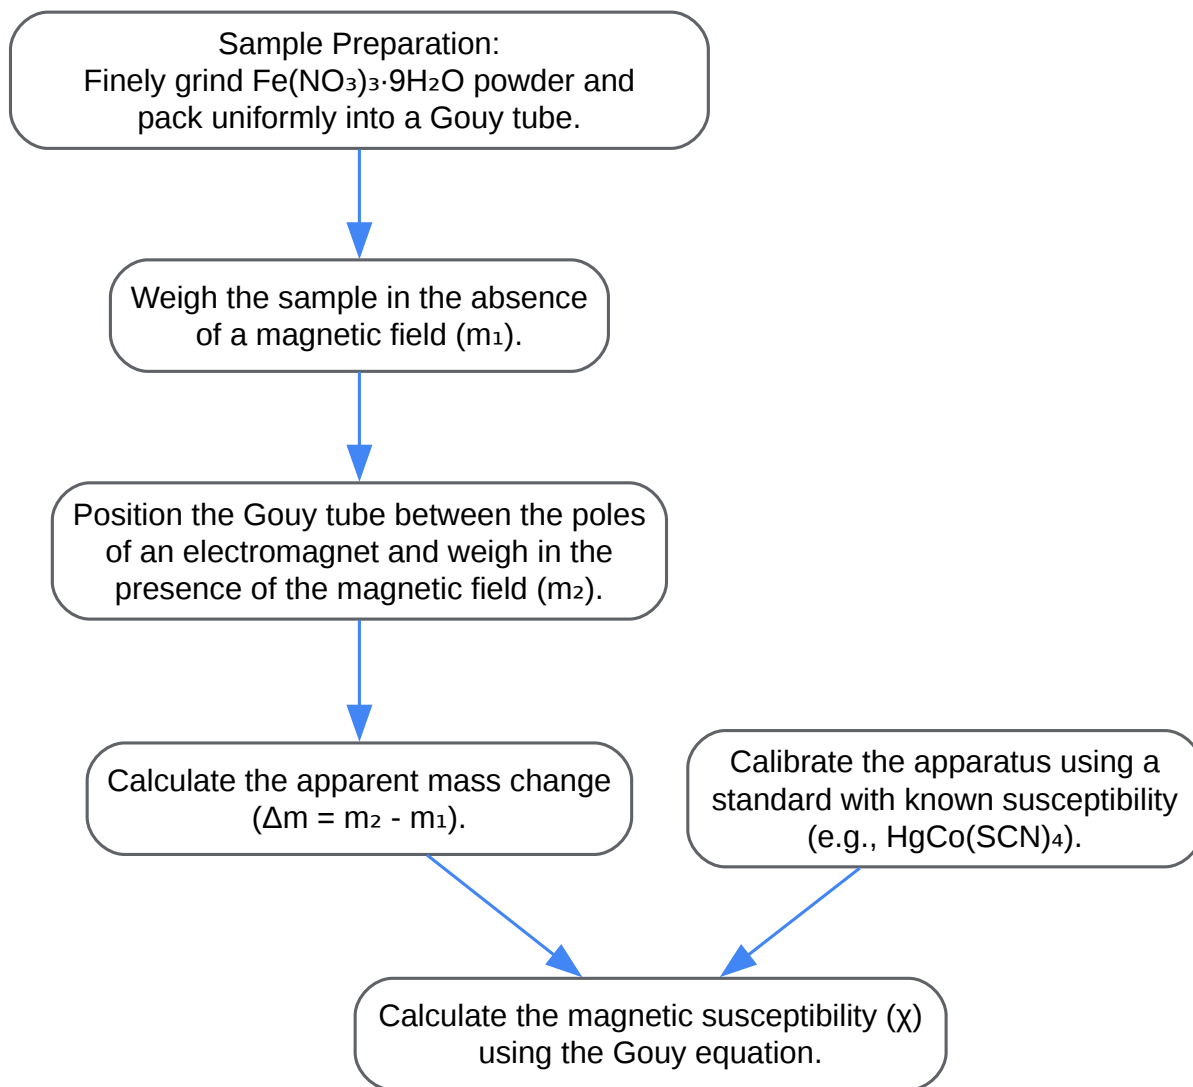 Sample Preparation:
Finely grind Fe(NO₃)₃·9H₂O powder and
pack uniformly into a Gouy tube.
Weigh the sample in the absence
of a magnetic field (m₁).
Position the Gouy tube between the poles
of an electromagnet and weigh in the
presence of the magnetic field (m₂).
Calculate the apparent mass change
(Δm = m₂ - m₁).
Calibrate the apparatus using a
standard with known susceptibility
(e.g., HgCo(SCN)₄).
Calculate the magnetic susceptibility (χ)
using the Gouy equation.